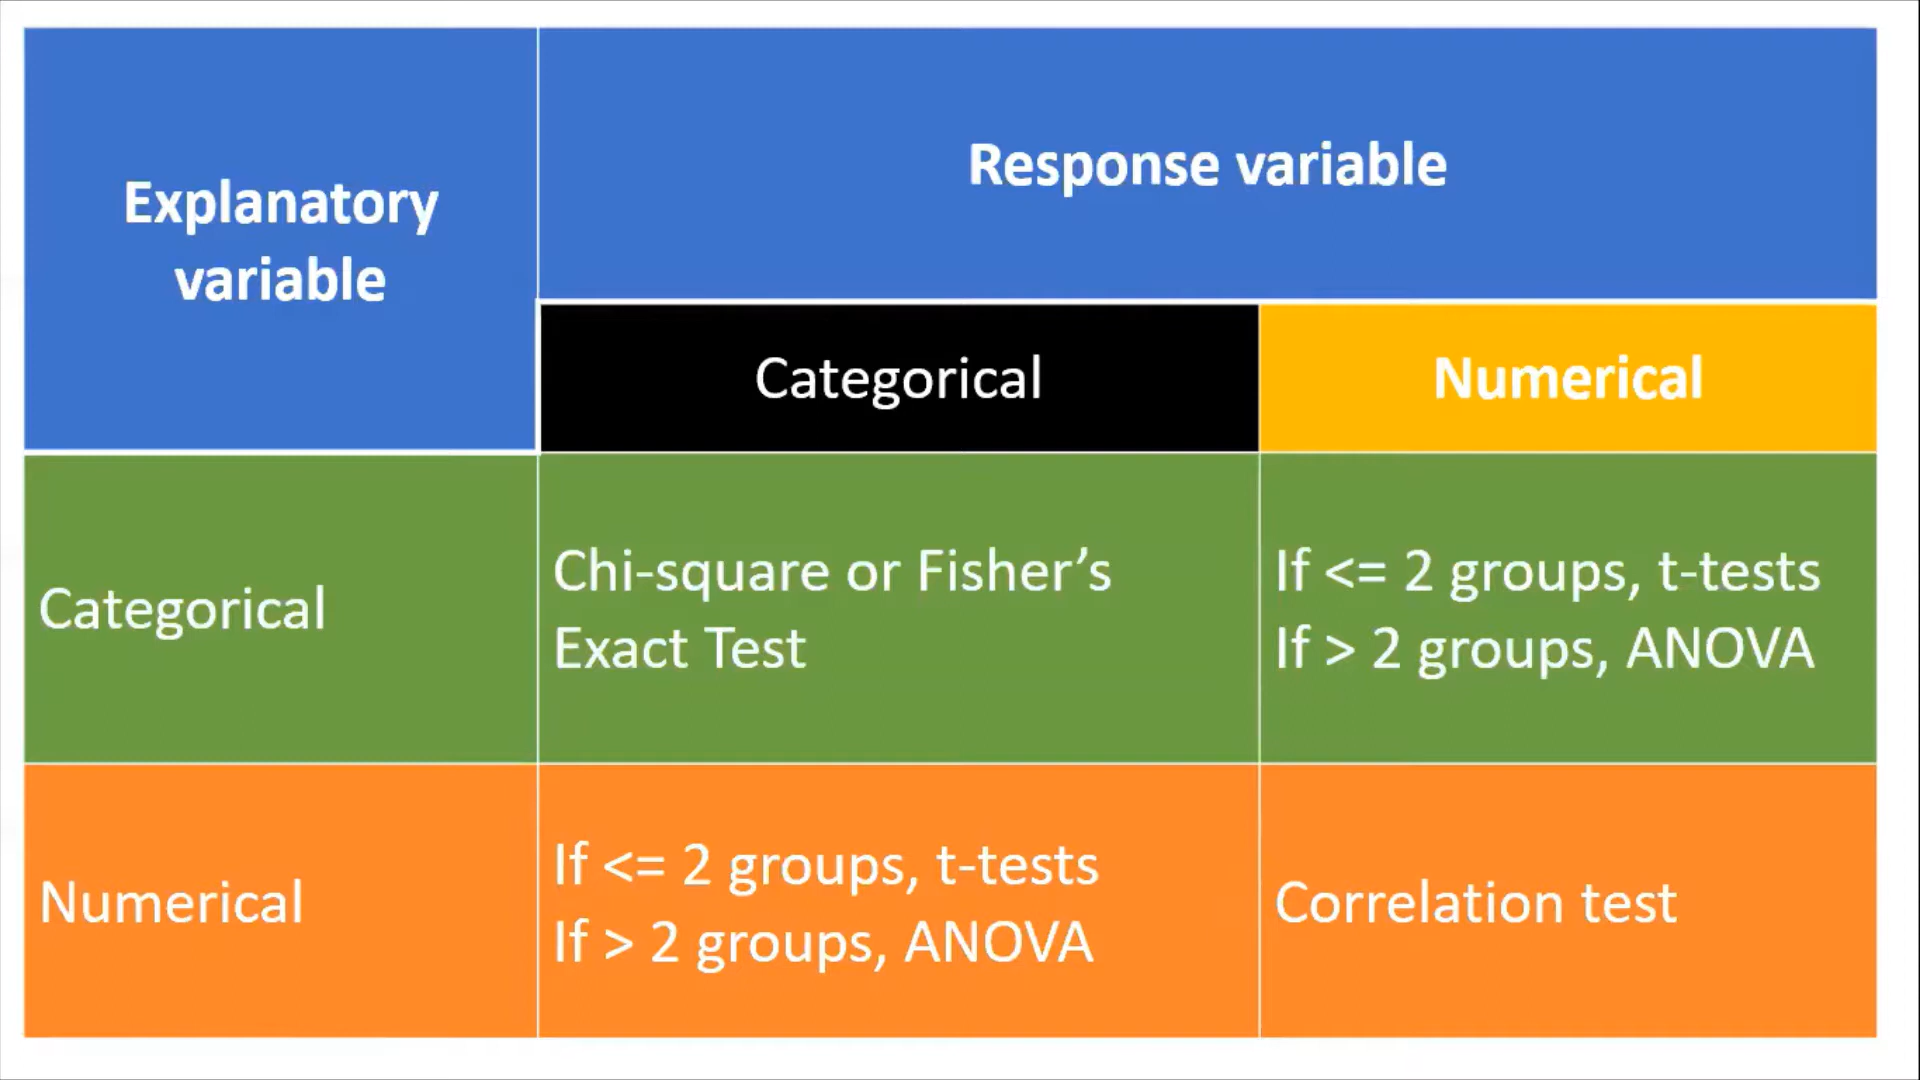 Explanatory
variable
Response variable
Categorical
Numerical
Categorical
Chi-square or Fisher’s
Exact Test
If <= 2 groups, t-tests
If > 2 groups, ANOVA
Numerical
If <= 2 groups, t-tests
If > 2 groups, ANOVA
Correlation test